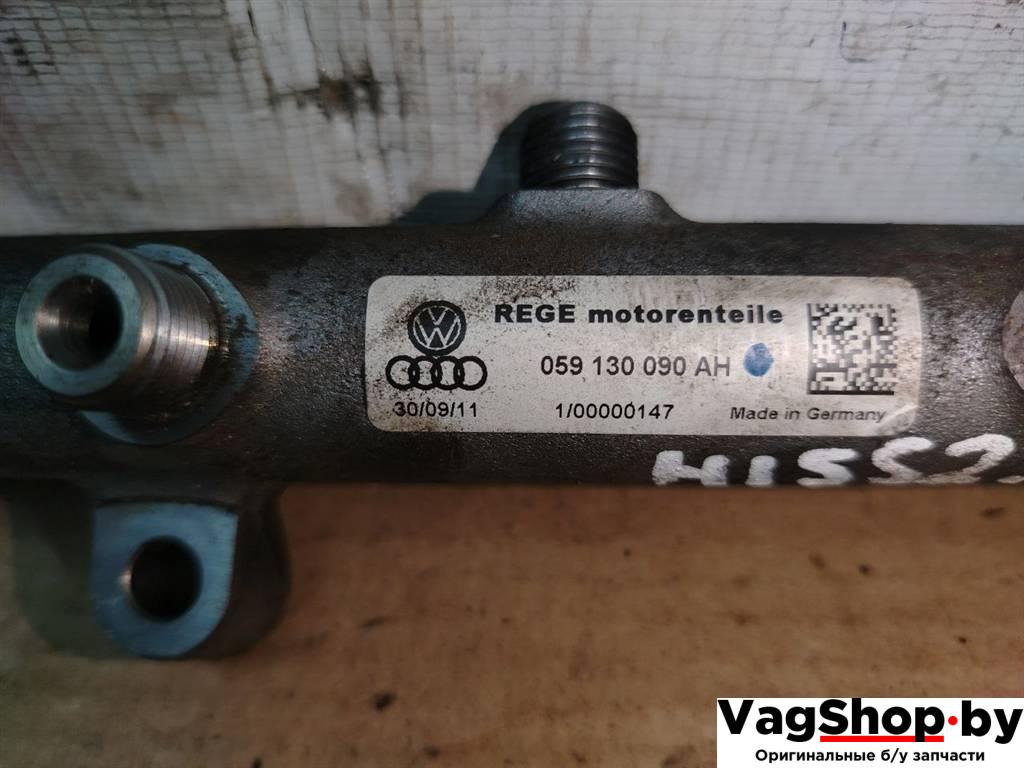 REGE motorenteile
059 130 090 AH
30/09/11 1/00000147 Made in Germany
VagShop.by
Оригинальные б/у запчасти